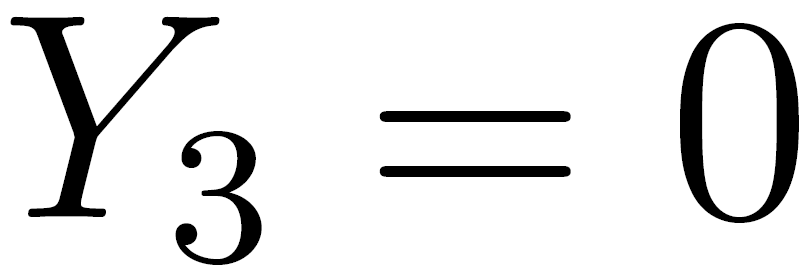 Y₃ = 0